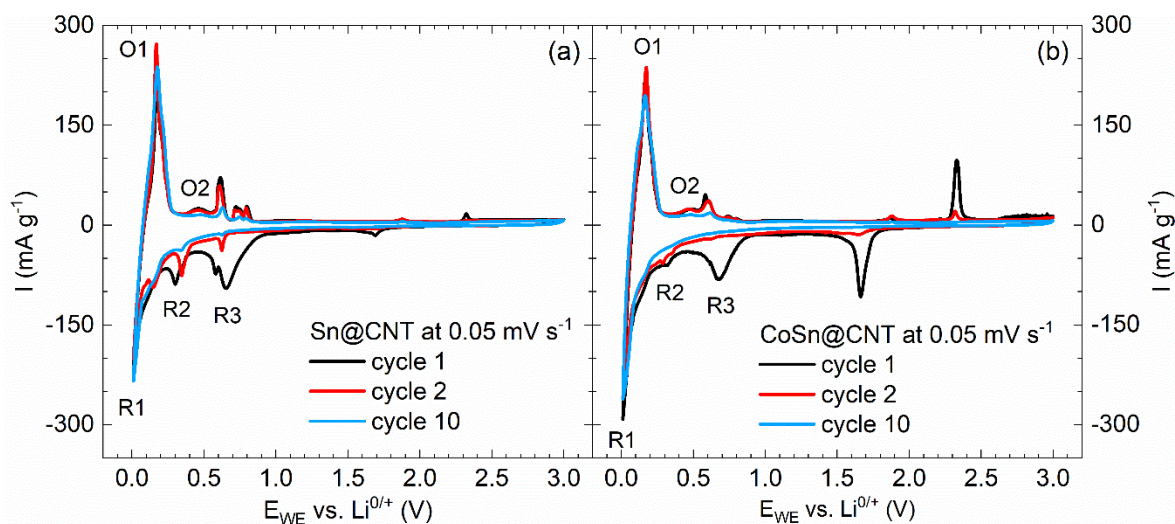 300
150
0
-150
-300
I (mA g⁻¹)
(a)
O1
O2
R2
R3
R1
Sn@CNT at 0.05 mV s⁻¹
cycle 1
cycle 2
cycle 10
0.0 0.5 1.0 1.5 2.0 2.5 3.0
E_WE vs. Li⁰/⁺ (V)
(b)
O1
O2
R2
R3
R1
CoSn@CNT at 0.05 mV s⁻¹
cycle 1
cycle 2
cycle 10
0.0 0.5 1.0 1.5 2.0 2.5 3.0
E_WE vs. Li⁰/⁺ (V)
300
150
0
-150
-300
I (mA g⁻¹)